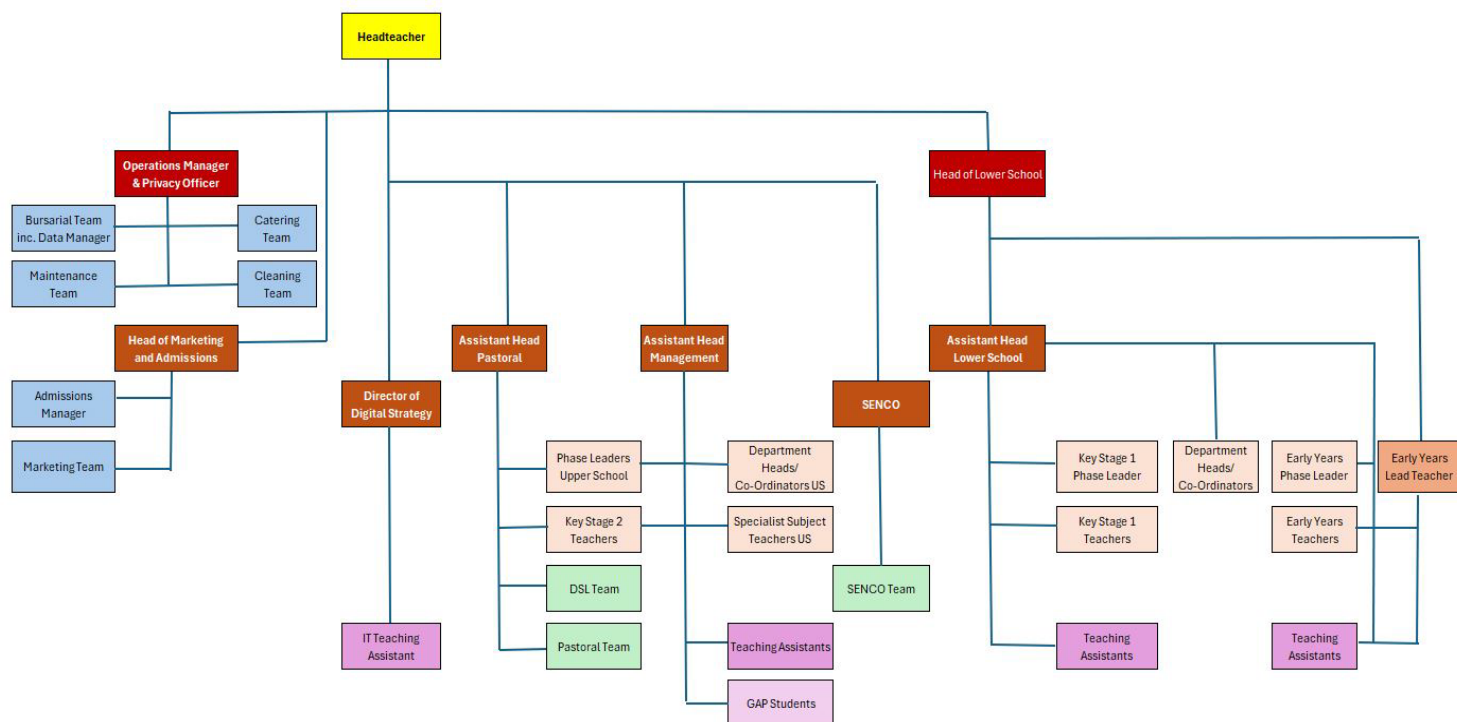 Headteacher
Operations Manager
& Privacy Officer
Head of Lower School
Bursarial Team
inc. Data Manager
Catering
Team
Maintenance
Team
Cleaning
Team
Head of Marketing
and Admissions
Assistant Head
Pastoral
Assistant Head
Management
Assistant Head
Lower School
Admissions
Manager
Director of
Digital Strategy
SENCO
Marketing Team
Phase Leaders
Upper School
Department
Heads/
Co-Ordinators US
Key Stage 1
Phase Leader
Department
Heads/
Co-Ordinators
Early Years
Phase Leader
Early Years
Lead Teacher
Key Stage 2
Teachers
Specialist Subject
Teachers US
Key Stage 1
Teachers
Early Years
Teachers
DSL Team
SENCO Team
IT Teaching
Assistant
Pastoral Team
Teaching Assistants
Teaching
Assistants
Teaching
Assistants
GAP Students